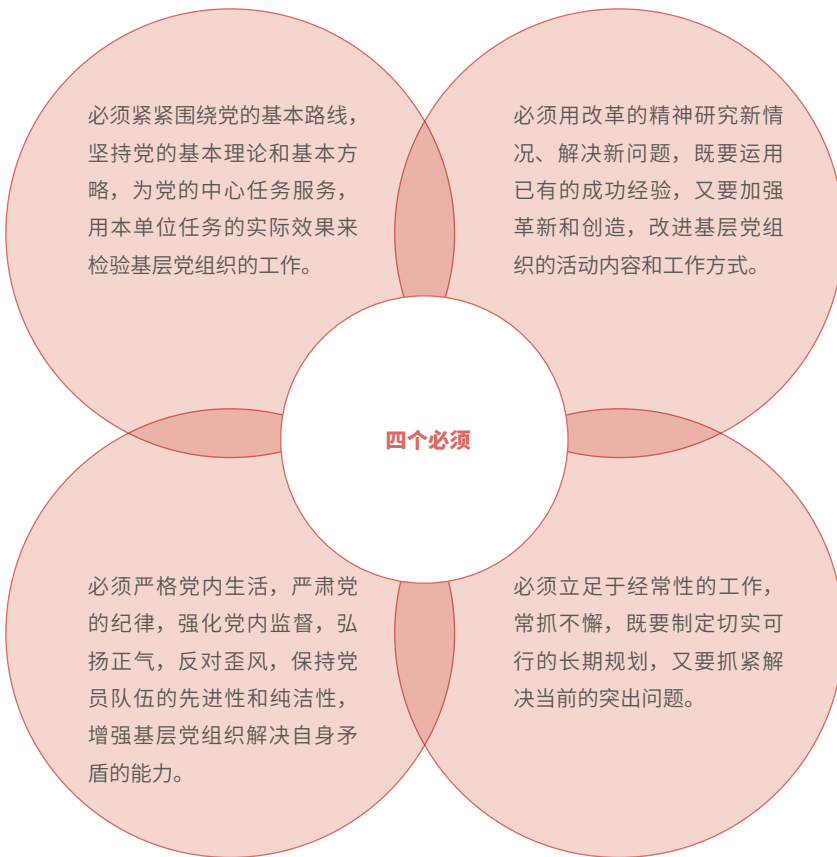 必须紧紧围绕党的基本路线，
坚持党的基本理论和基本方
略，为党的中心任务服务，
用本单位任务的实际效果来
检验基层党组织的工作。
必须用改革的精神研究新情
况、解决新问题，既要运用
已有的成功经验，又要加强
革新和创造，改进基层党组
织的活动内容和工作方式。
四个必须
必须严格党内生活，严肃党
的纪律，强化党内监督，弘
扬正气，反对歪风，保持党
员队伍的先进性和纯洁性，
增强基层党组织解决自身矛
盾的能力。
必须立足于经常性的工作，
常抓不懈，既要制定切实可
行的长期规划，又要抓紧解
决当前的突出问题。